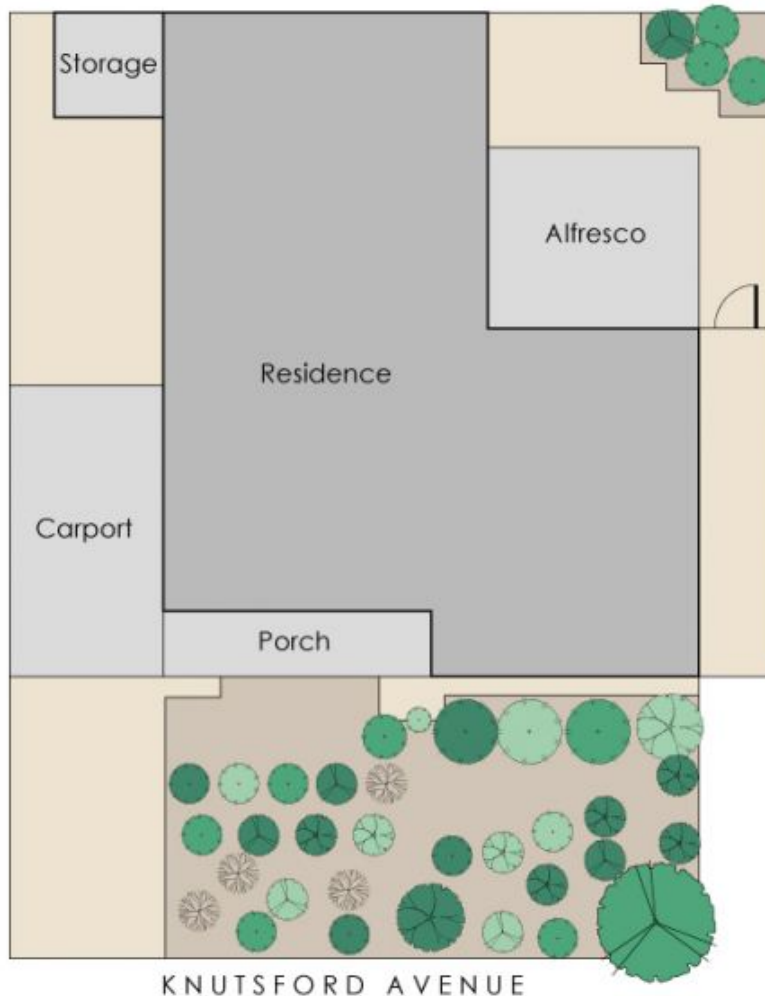 Storage
Alfresco
Residence
Carport
Porch
KNUTSFORD AVENUE